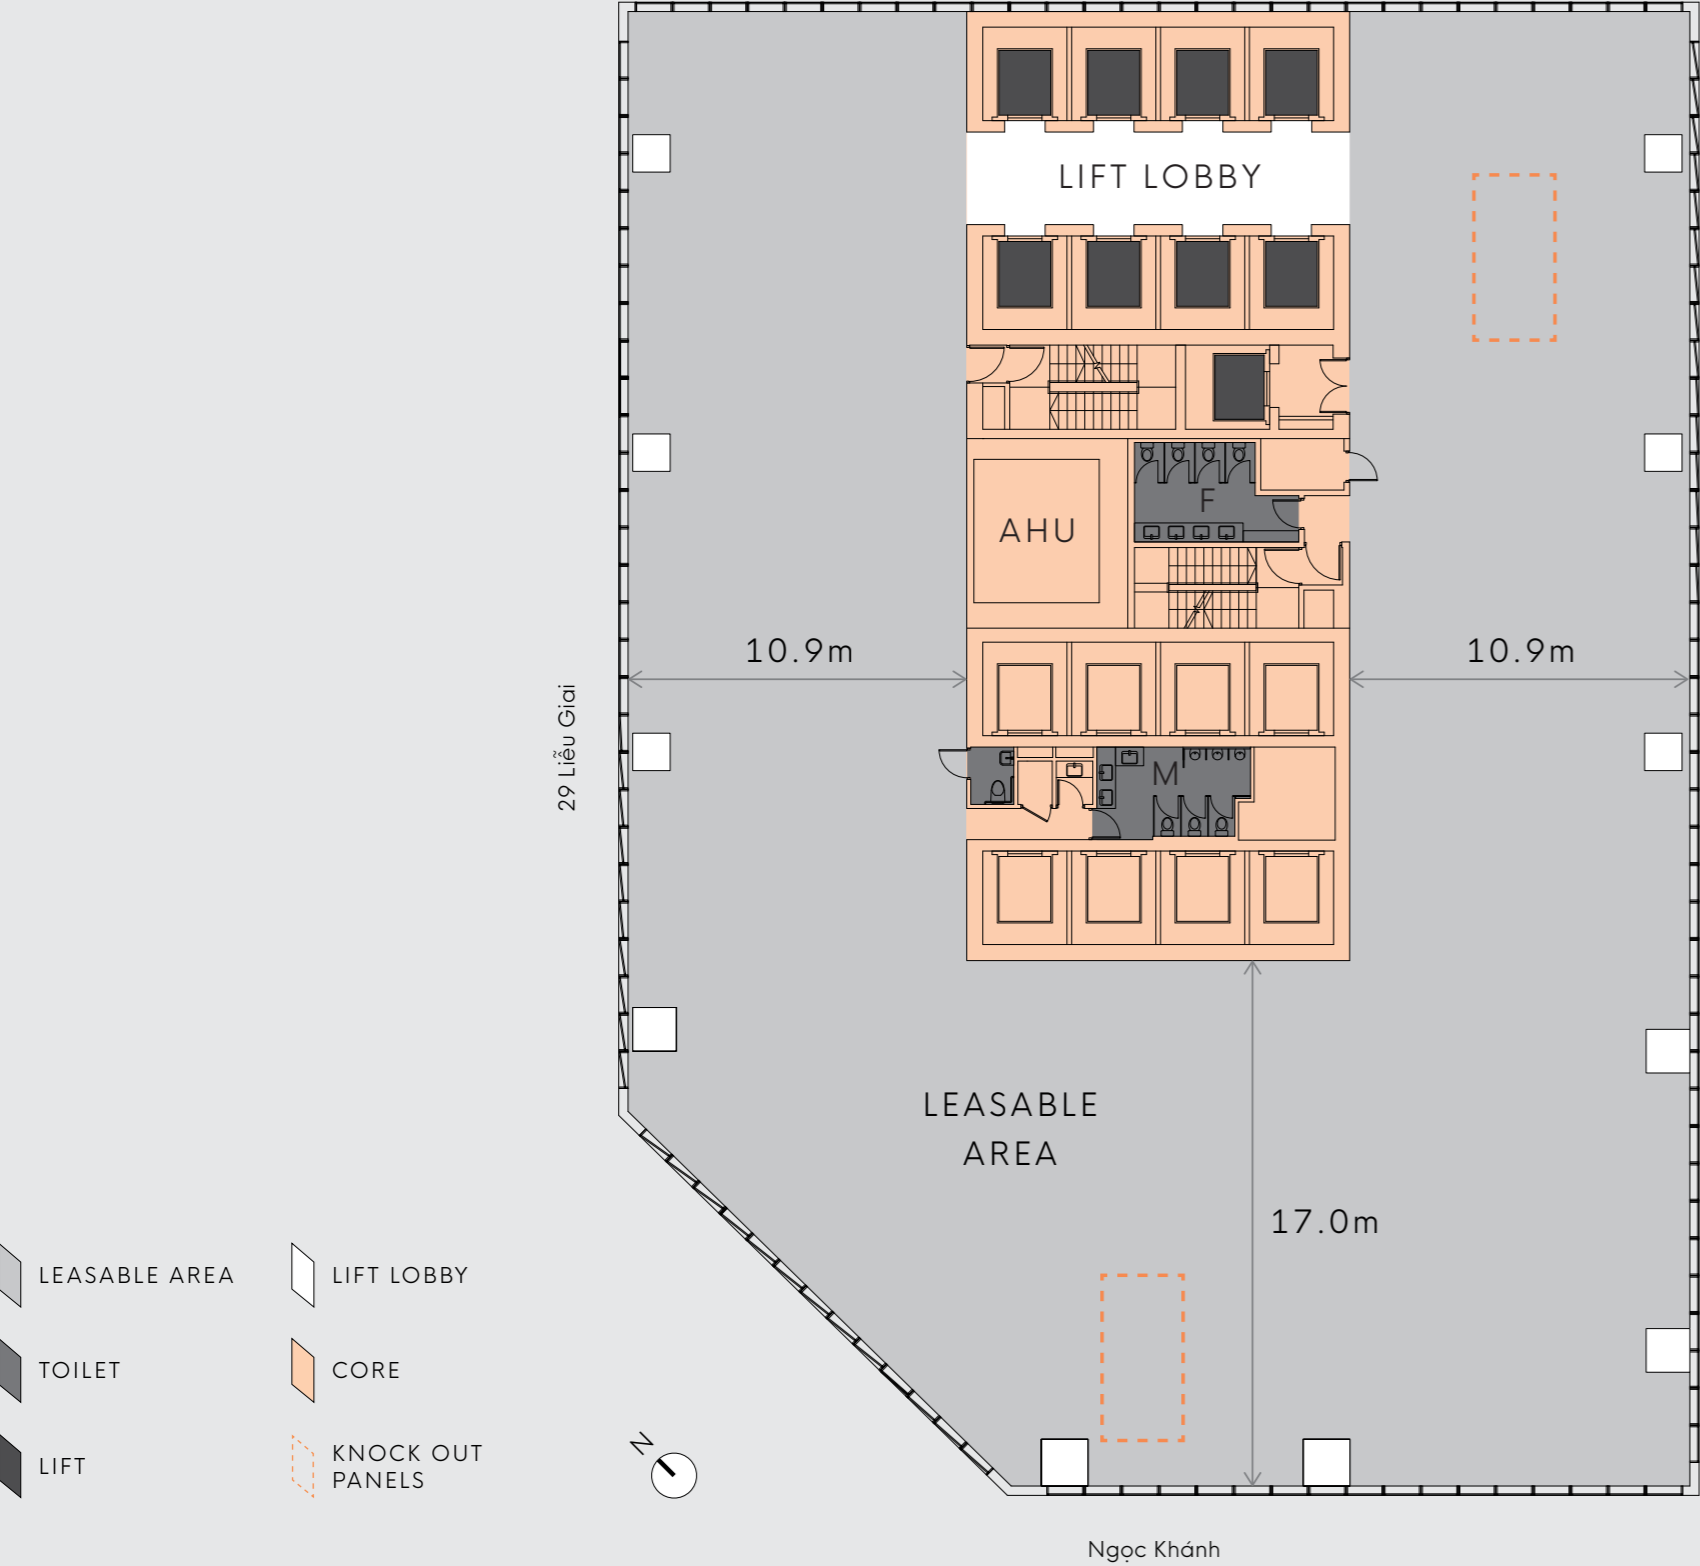 LIFT LOBBY
F
AHU
10.9m
10.9m
29 Liễu Giai
M
LEASABLE
AREA
17.0m
LEASABLE AREA
LIFT LOBBY
TOILET
CORE
LIFT
KNOCK OUT
PANELS
N
Ngọc Khánh